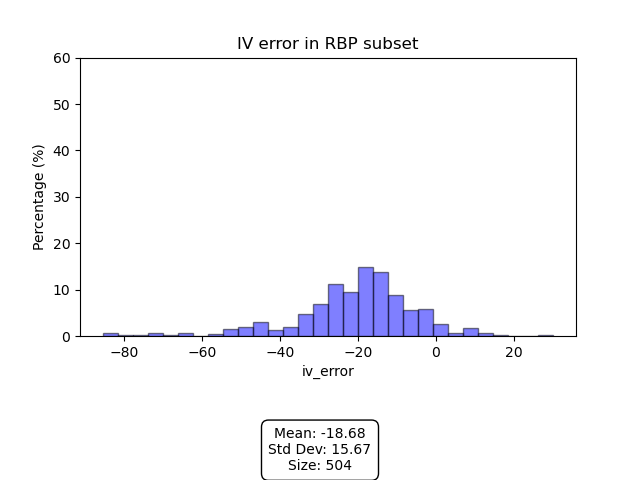 IV error in RBP subset
60
50
40
30
20
10
0
Percentage (%)
−80
−60
−40
−20
0
20
iv_error
Mean: -18.68
Std Dev: 15.67
Size: 504